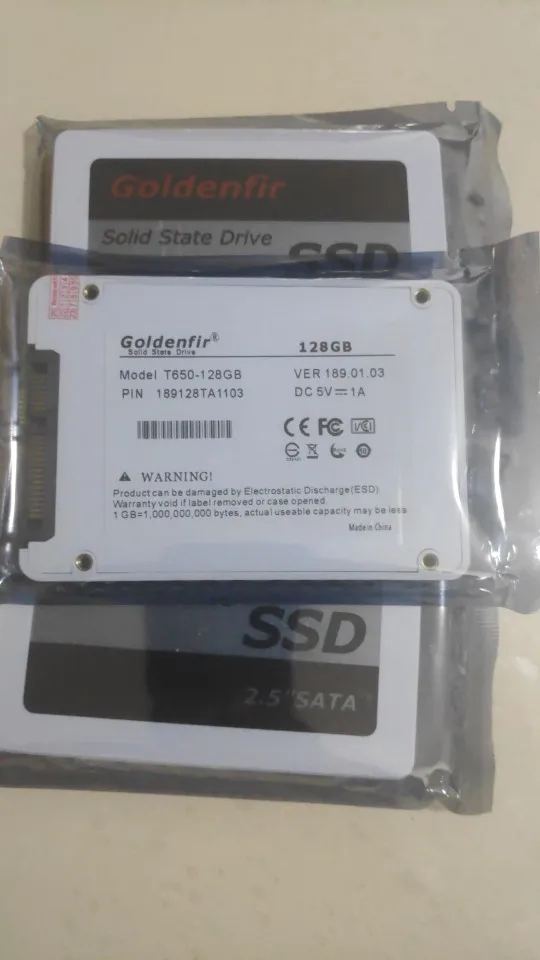 Goldenfir
Solid State Drive
SSD
Goldenfir®
Solid State Drive
128GB
Model T650-128GB
VER 189.01.03
PIN 189128TA1103
DC 5V⎓1A
CE FC VCI
WARNING!
Product can be damaged by Electrostatic Discharge(ESD)
Warranty void if label removed or case opened
1 GB=1,000,000,000 bytes, actual useable capacity may be less
Made in China
SSD
2.5"SATA